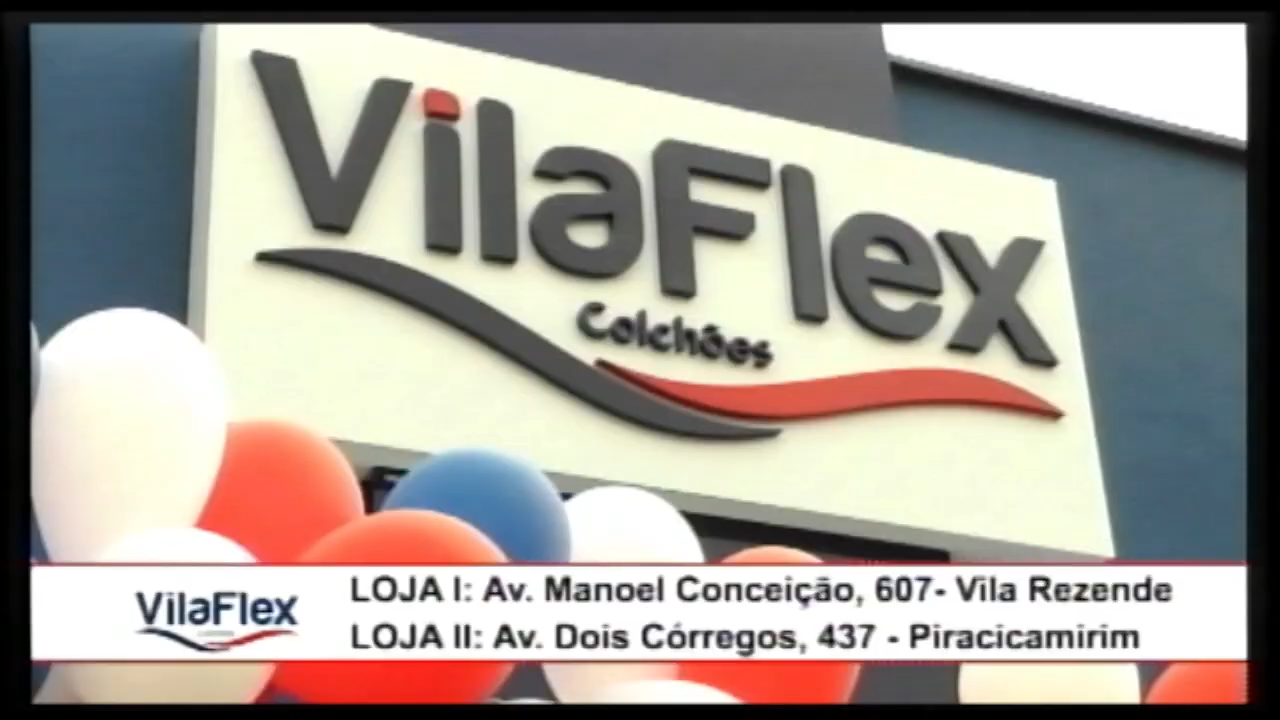 VilaFlex
Colchões
VilaFlex
LOJA I: Av. Manoel Conceição, 607- Vila Rezende
LOJA II: Av. Dois Córregos, 437 - Piracicamirim